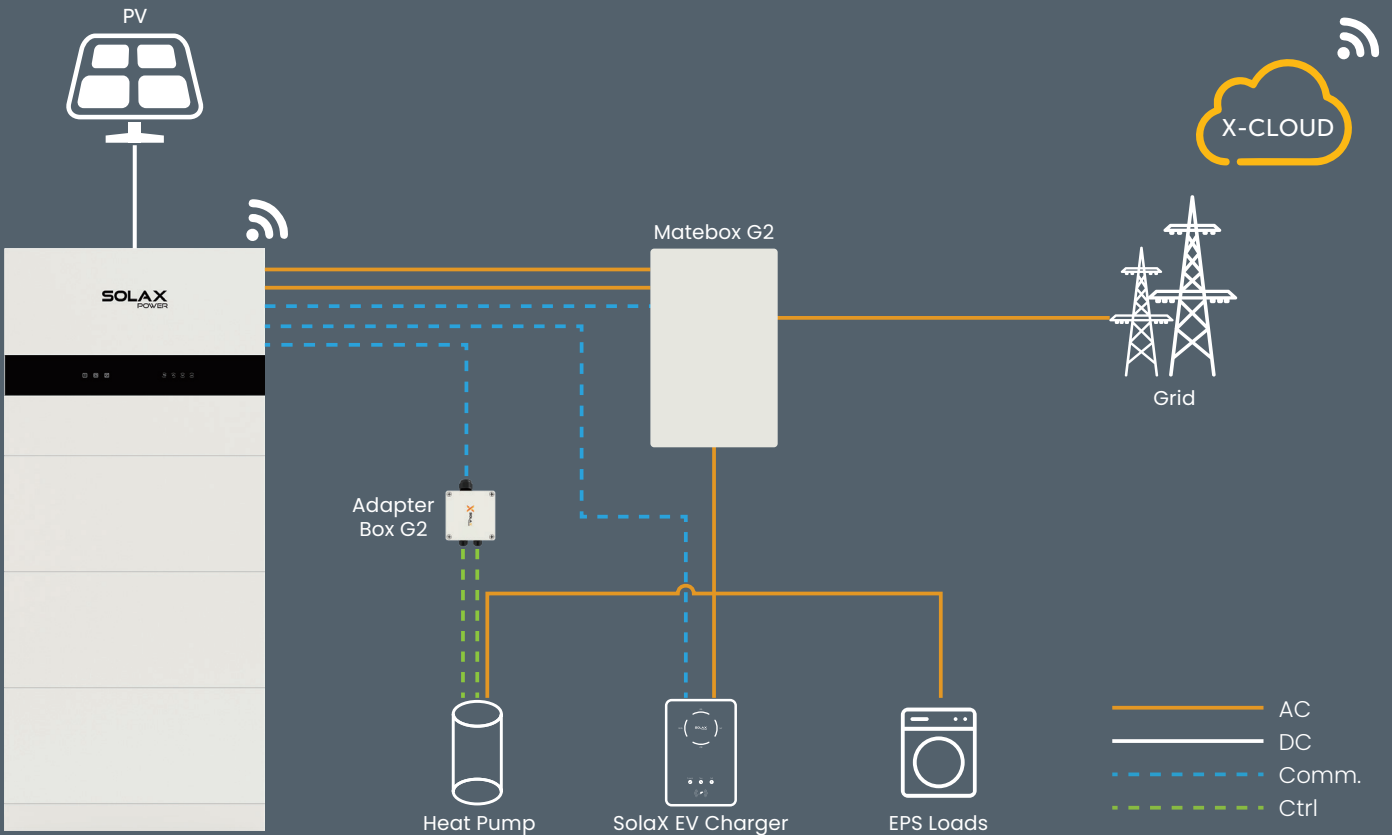 PV
X-CLOUD
SOLAX
POWER
Matebox G2
Grid
Adapter
Box G2
Heat Pump
SolaX EV Charger
EPS Loads
AC
DC
Comm.
Ctrl